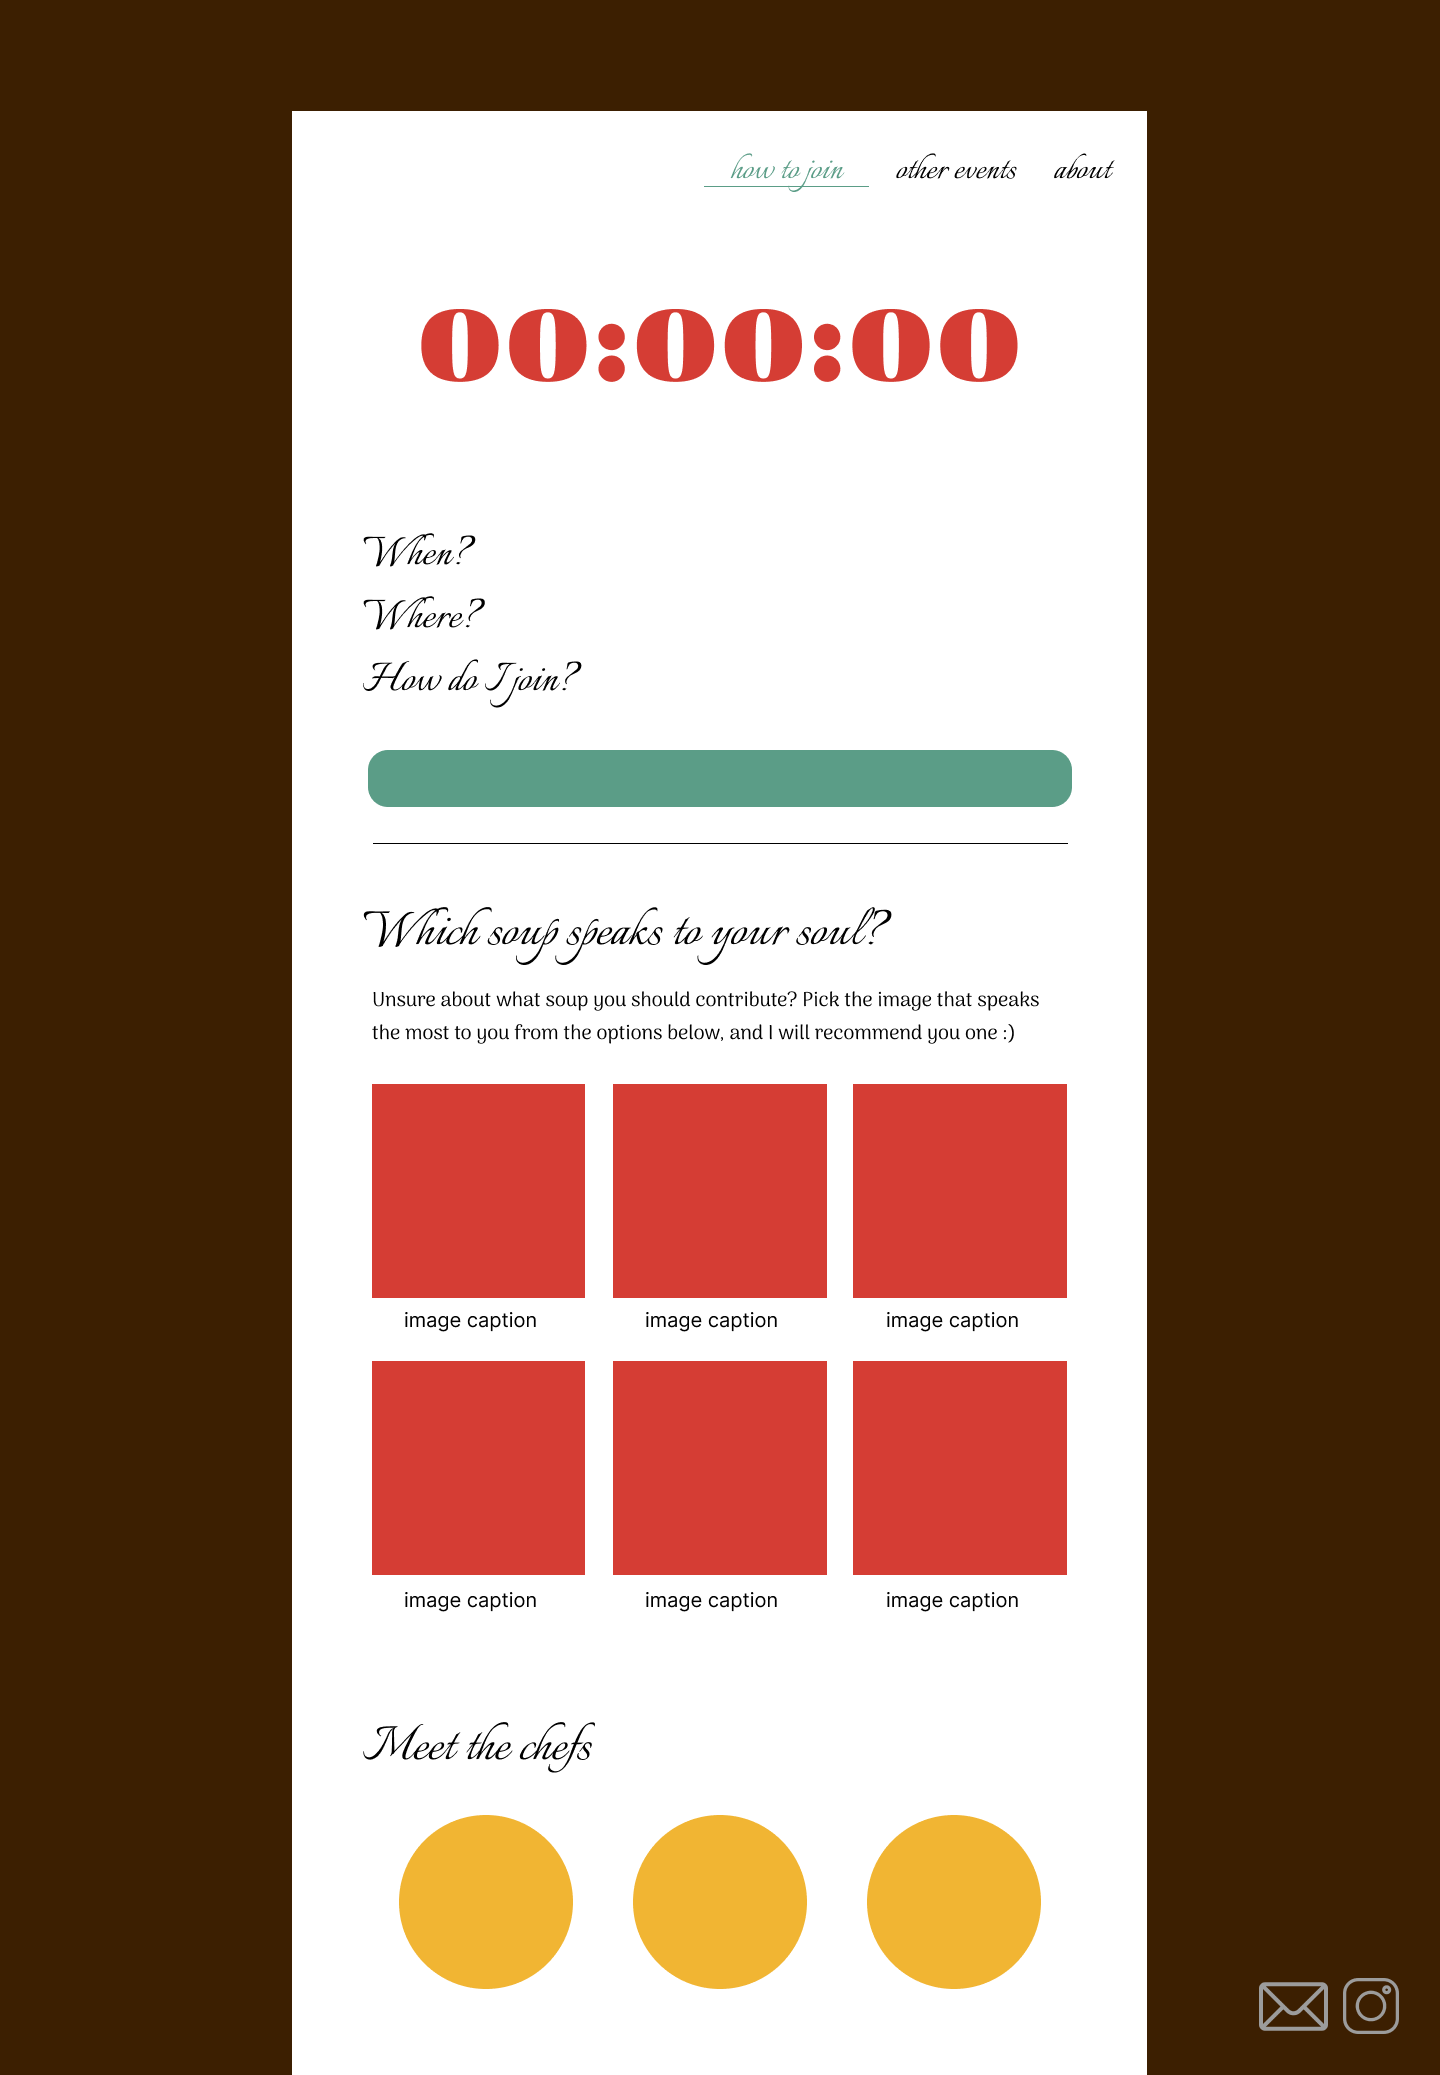 how to join other events about
00:00:00
When?
Where?
How do I join?
Which soup speaks to your soul?
Unsure about what soup you should contribute? Pick the image that speaks
the most to you from the options below, and I will recommend you one :)
image caption image caption image caption
image caption image caption image caption
Meet the chefs